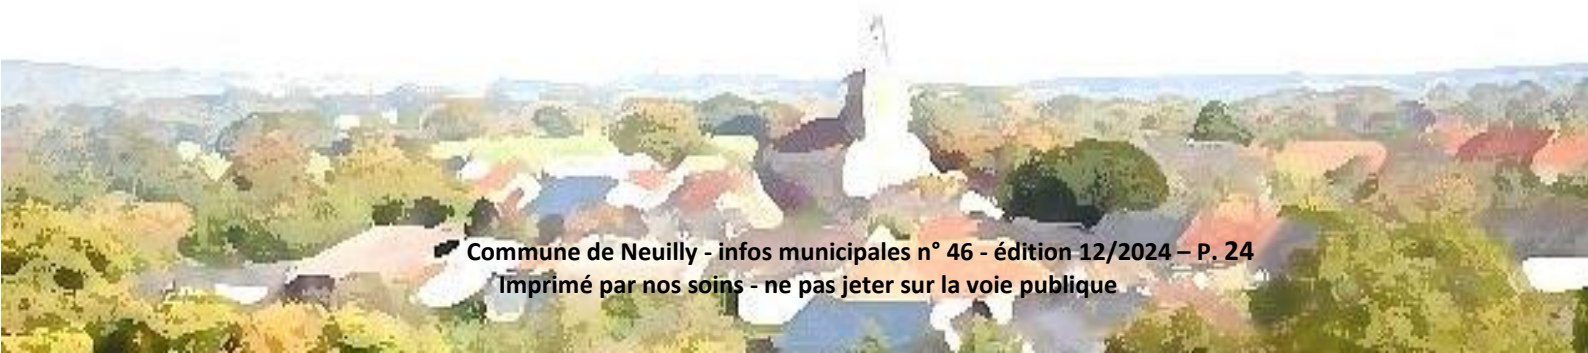 Commune de Neuilly - infos municipales n° 46 - édition 12/2024 – P. 24
Imprimé par nos soins - ne pas jeter sur la voie publique